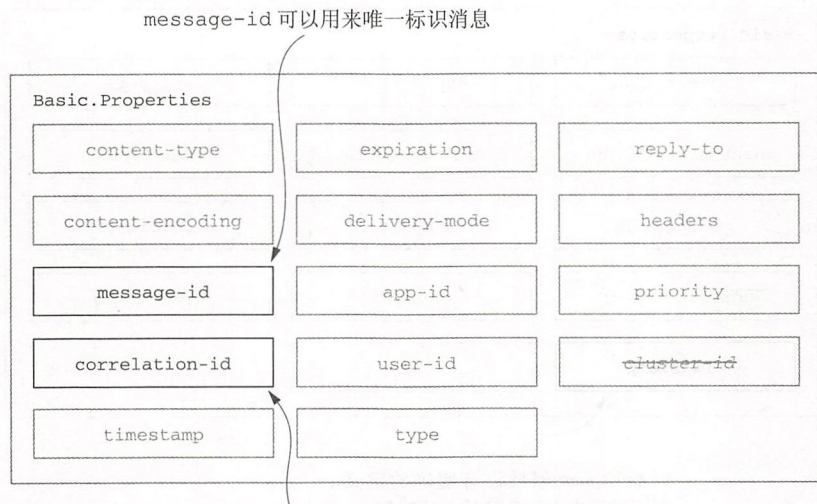 message-id 可以用来唯一标识消息
Basic.Properties
content-type expiration reply-to
content-encoding delivery-mode headers
message-id app-id priority
correlation-id user-id cluster-id
timestamp type